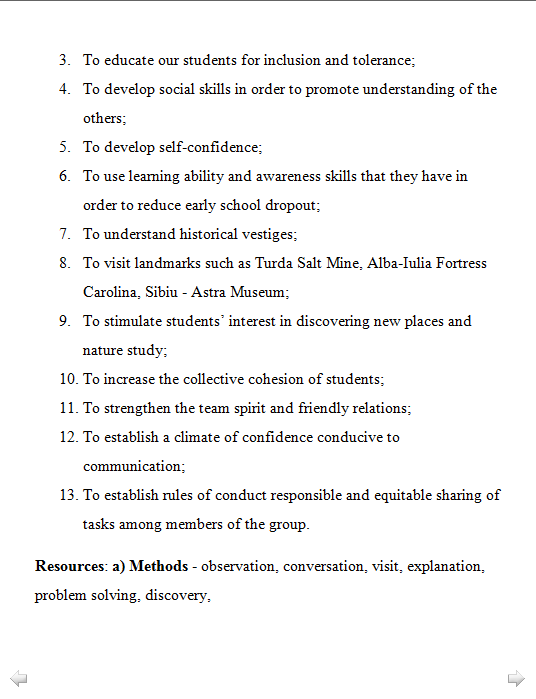 3. To educate our students for inclusion and tolerance;
4. To develop social skills in order to promote understanding of the
others;
5. To develop self-confidence;
6. To use learning ability and awareness skills that they have in
order to reduce early school dropout;
7. To understand historical vestiges;
8. To visit landmarks such as Turda Salt Mine, Alba-Iulia Fortress
Carolina, Sibiu - Astra Museum;
9. To stimulate students’ interest in discovering new places and
nature study;
10. To increase the collective cohesion of students;
11. To strengthen the team spirit and friendly relations;
12. To establish a climate of confidence conducive to
communication;
13. To establish rules of conduct responsible and equitable sharing of
tasks among members of the group.
Resources: a) Methods - observation, conversation, visit, explanation,
problem solving, discovery,